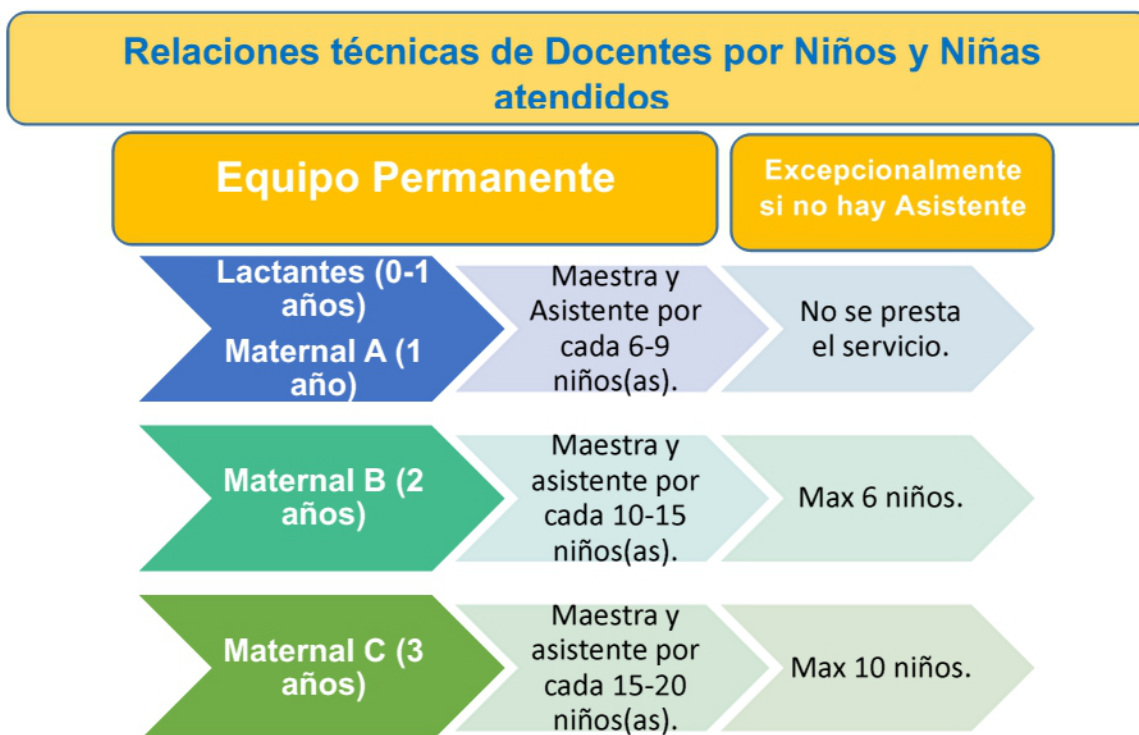 Relaciones técnicas de Docentes por Niños y Niñas
atendidos
Equipo Permanente
Excepcionalmente
si no hay Asistente
Lactantes (0-1
años)
Maternal A (1
año)
Maestra y
Asistente por
cada 6-9
niños(as).
No se presta
el servicio.
Maternal B (2
años)
Maestra y
asistente por
cada 10-15
niños(as).
Max 6 niños.
Maternal C (3
años)
Maestra y
asistente por
cada 15-20
niños(as).
Max 10 niños.